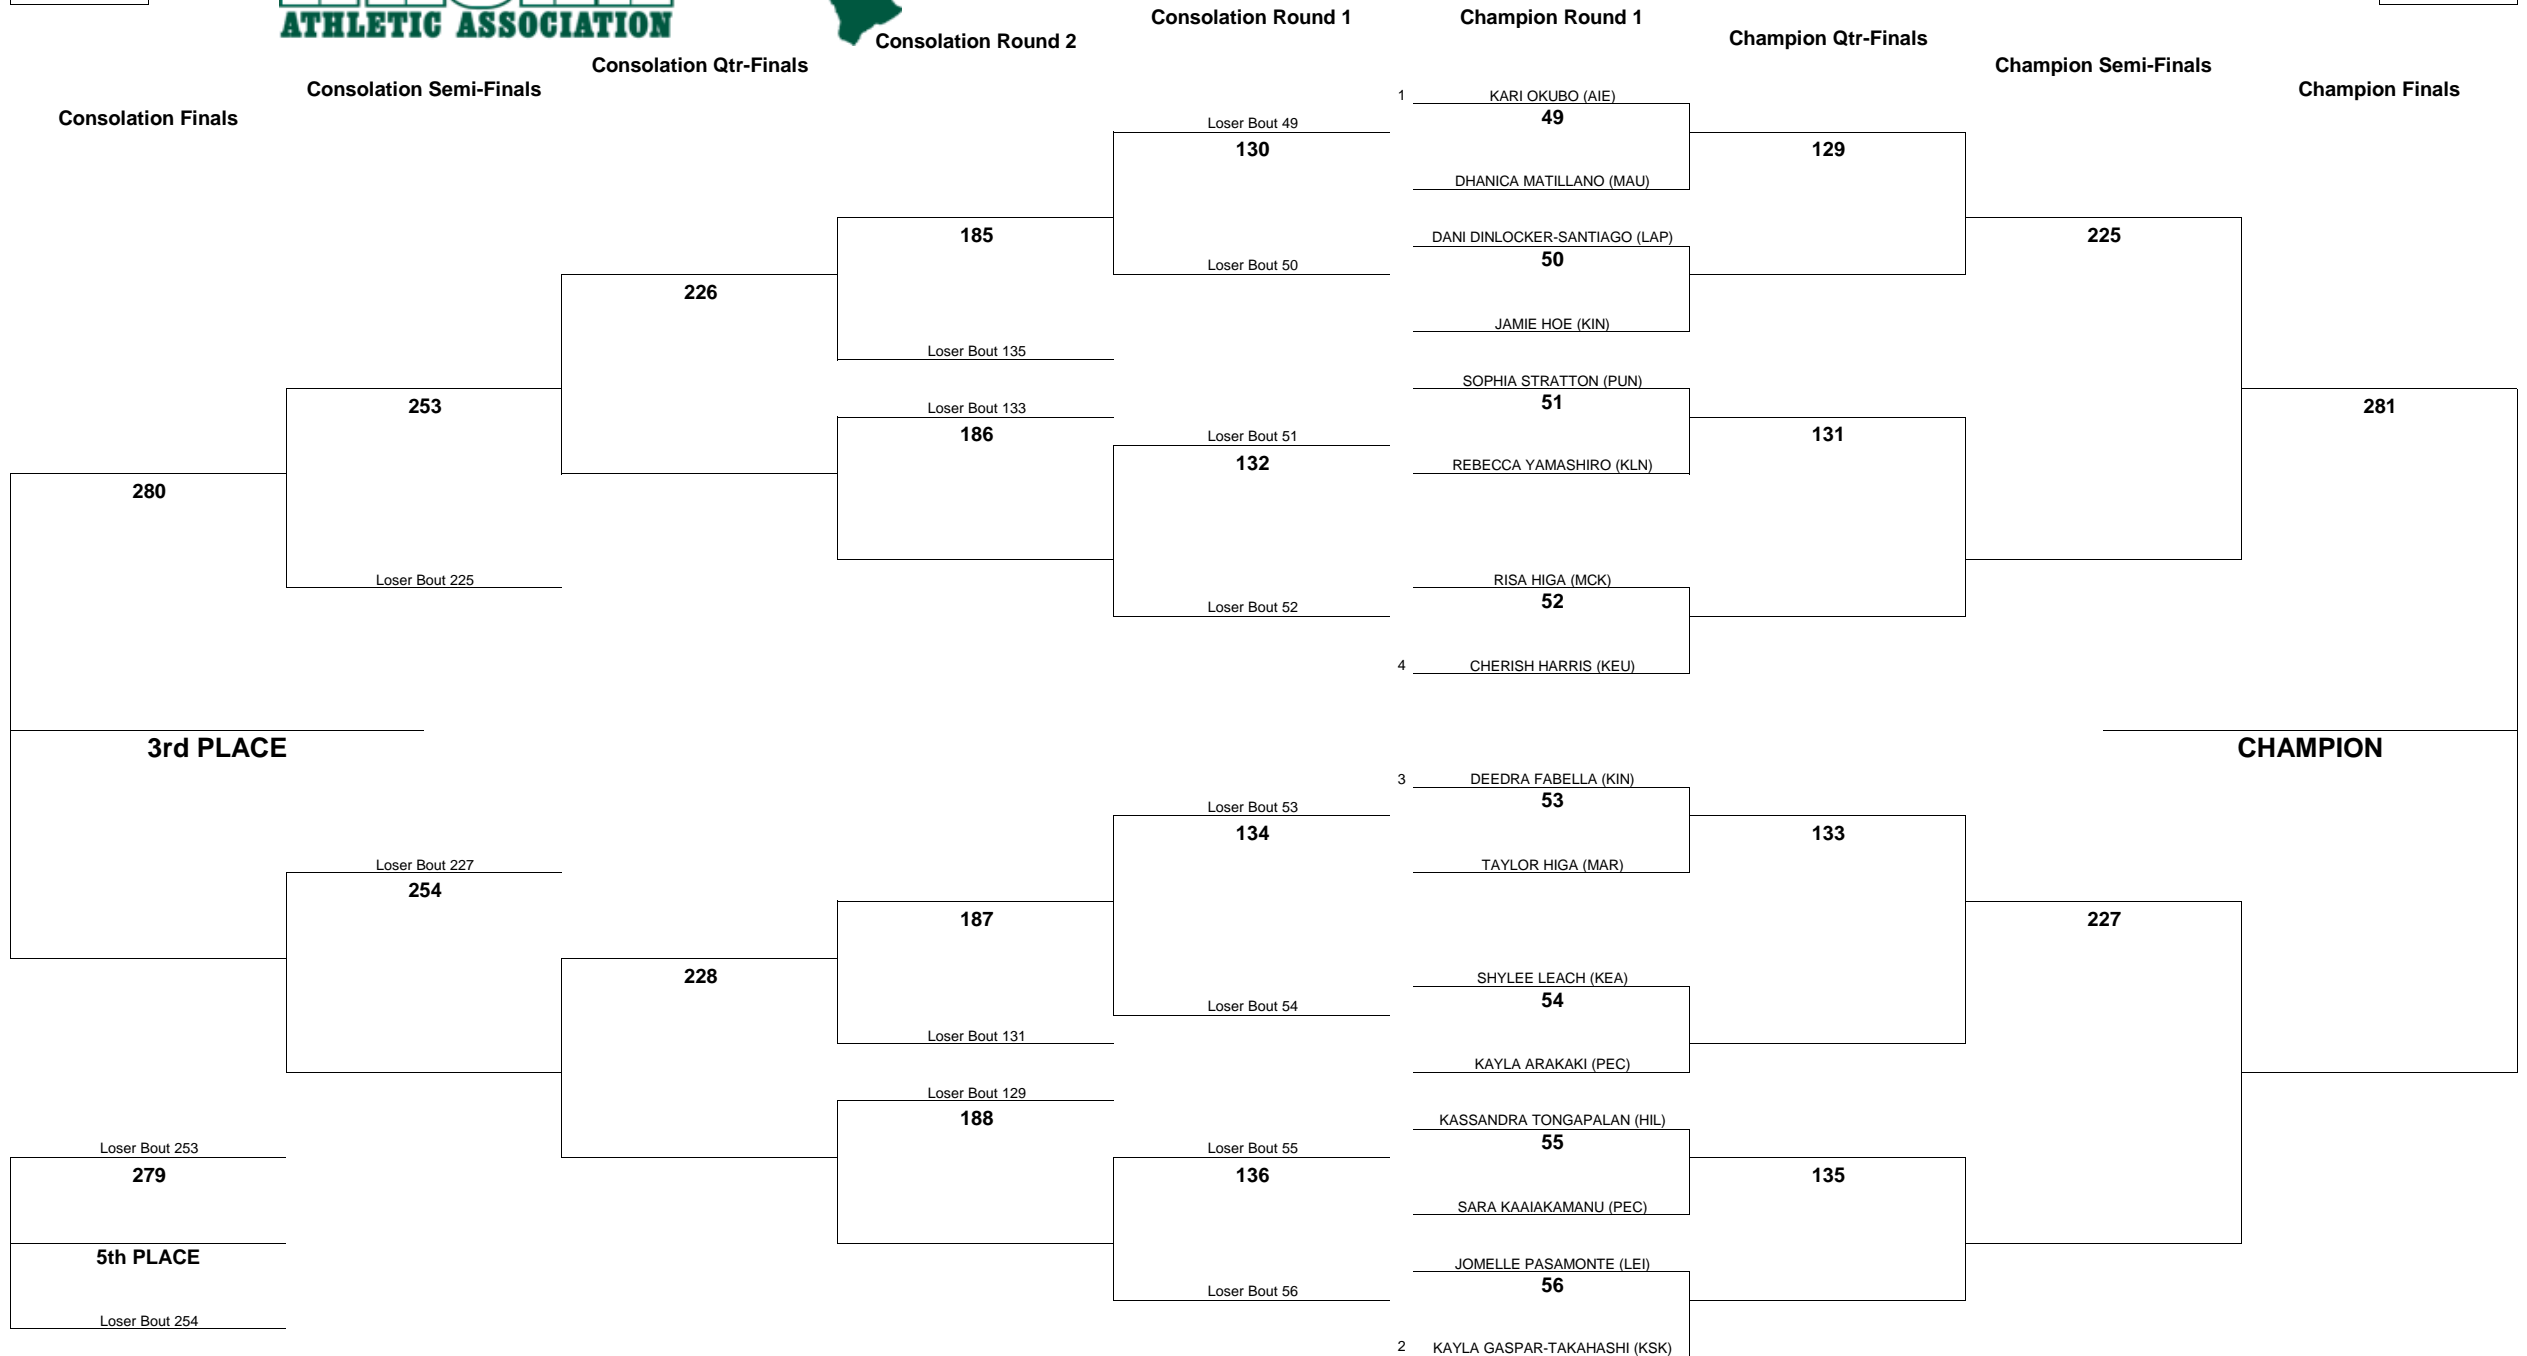 ATHLETIC ASSOCIATION
Consolation Round 1
Champion Round 1
Consolation Round 2
Champion Qtr-Finals
Consolation Qtr-Finals
Champion Semi-Finals
Consolation Semi-Finals
Champion Finals
Consolation Finals
1 KARI OKUBO (AIE)
49
Loser Bout 49
130
129
DHANICA MATILLANO (MAU)
185
225
DANI DINLOCKER-SANTIAGO (LAP)
50
Loser Bout 50
226
JAMIE HOE (KIN)
Loser Bout 135
SOPHIA STRATTON (PUN)
51
253
Loser Bout 133
281
186
Loser Bout 51
131
132
REBECCA YAMASHIRO (KLN)
280
Loser Bout 225
RISA HIGA (MCK)
52
Loser Bout 52
4 CHERISH HARRIS (KEU)
3rd PLACE
CHAMPION
3 DEEDRA FABELLA (KIN)
53
Loser Bout 53
134
133
Loser Bout 227
TAYLOR HIGA (MAR)
254
187
227
228
SHYLEE LEACH (KEA)
54
Loser Bout 54
Loser Bout 131
KAYLA ARAKAKI (PEC)
Loser Bout 129
188
KASSANDRA TONGAPALAN (HIL)
55
Loser Bout 253
Loser Bout 55
279
136
135
SARA KAAIAKAMANU (PEC)
5th PLACE
JOMELLE PASAMONTE (LEI)
56
Loser Bout 56
Loser Bout 254
2 KAYLA GASPAR-TAKAHASHI (KSK)